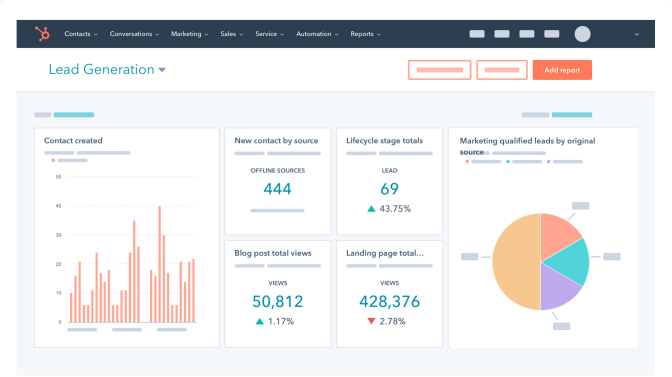 Contacts Conversations Marketing Sales Service Automation Reports
Lead Generation
Add report
Contact created
50
40
30
20
10
0
New contact by source
OFFLINE SOURCES
444
Lifecycle stage totals
LEAD
69
43.75%
Blog post total views
VIEWS
50,812
1.17%
Landing page total...
VIEWS
428,376
2.78%
Marketing qualified leads by original
source